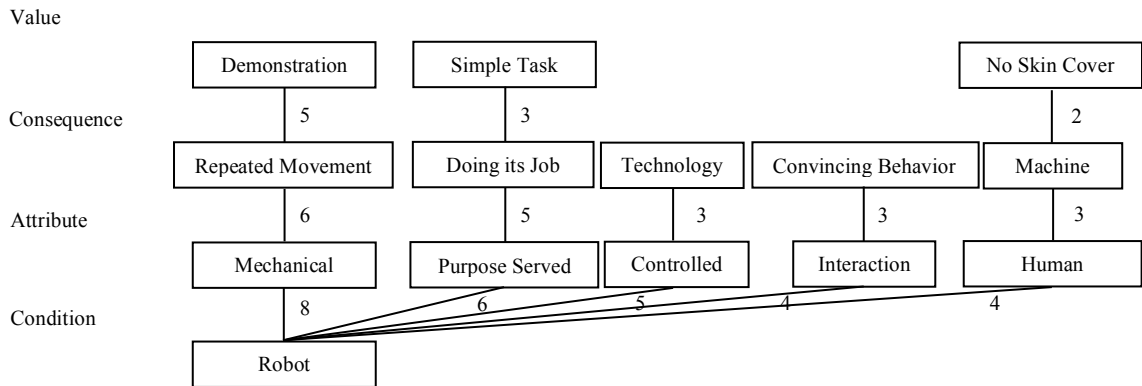 Value
Demonstration Simple Task No Skin Cover
Consequence 5 3 2
Repeated Movement Doing its Job Technology Convincing Behavior Machine
Attribute 6 5 3 3 3
Mechanical Purpose Served Controlled Interaction Human
Condition 8 6 5 4 4
Robot